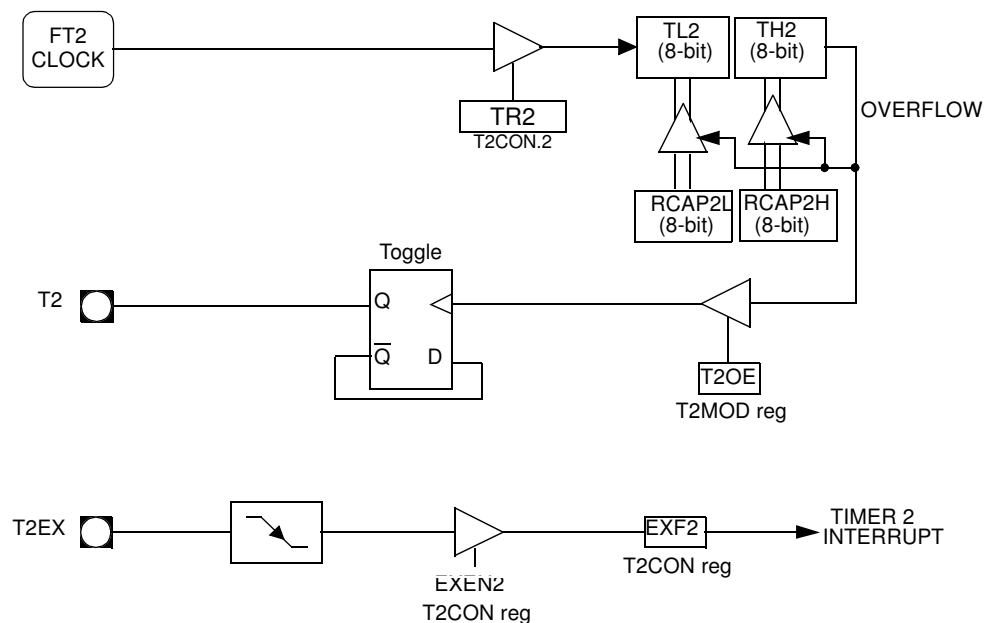 FT2
CLOCK
TL2
(8-bit)
TH2
(8-bit)
TR2
T2CON.2
OVERFLOW
RCAP2L
(8-bit)
RCAP2H
(8-bit)
Toggle
T2
Q
Q
D
T2OE
T2MOD reg
T2EX
EXEN2
T2CON reg
EXF2
T2CON reg
TIMER 2
INTERRUPT